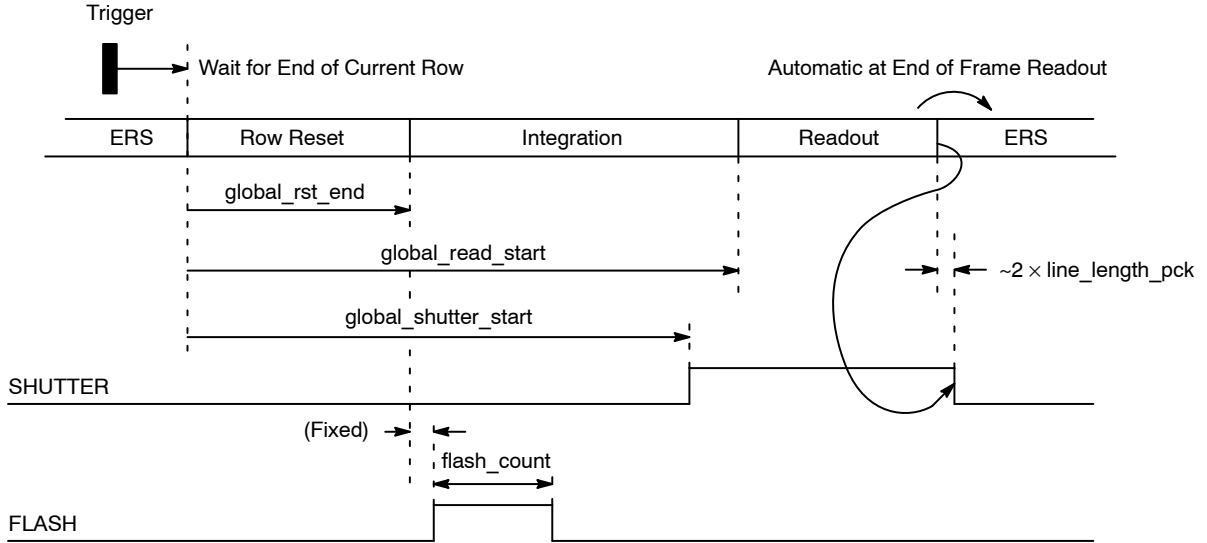 Trigger
Wait for End of Current Row
Automatic at End of Frame Readout
ERS
Row Reset
Integration
Readout
ERS
global_rst_end
global_read_start
~2 × line_length_pck
global_shutter_start
SHUTTER
(Fixed)
flash_count
FLASH